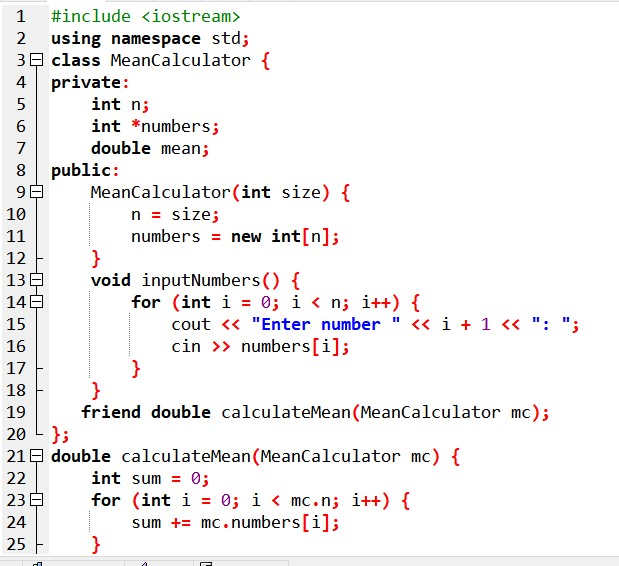 1 #include <iostream>
2 using namespace std;
3 class MeanCalculator {
4 private:
5     int n;
6     int *numbers;
7     double mean;
8 public:
9     MeanCalculator(int size) {
10         n = size;
11         numbers = new int[n];
12     }
13     void inputNumbers() {
14         for (int i = 0; i < n; i++) {
15             cout << "Enter number " << i + 1 << ": ";
16             cin >> numbers[i];
17         }
18     }
19    friend double calculateMean(MeanCalculator mc);
20 };
21 double calculateMean(MeanCalculator mc) {
22     int sum = 0;
23     for (int i = 0; i < mc.n; i++) {
24         sum += mc.numbers[i];
25     }